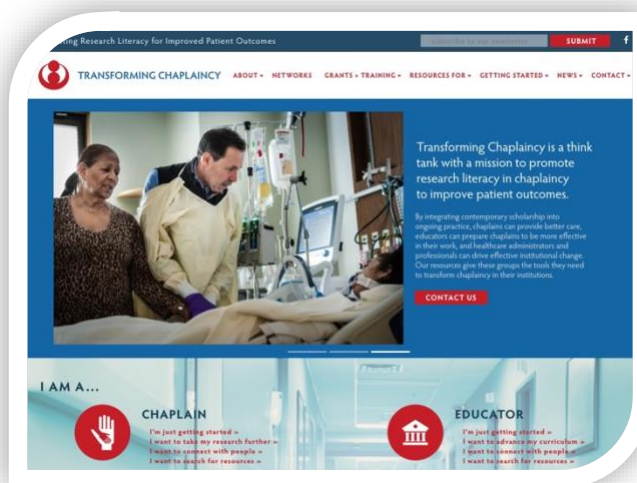 ing Research Literacy for Improved Patient Outcomes
subscribe to our newsletter SUBMIT f
TRANSFORMING CHAPLAINCY ABOUT NETWORKS GRANTS + TRAINING RESOURCES FOR GETTING STARTED NEWS CONTACT
Transforming Chaplaincy is a think
tank with a mission to promote
research literacy in chaplaincy
to improve patient outcomes.
By integrating contemporary scholarship into
ongoing practice, chaplains can provide better care,
educators can prepare chaplains to be more effective
in their work, and healthcare administrators and
professionals can drive effective institutional change.
Our resources give these groups the tools they need
to transform chaplaincy in their institutions.
CONTACT US
I AM A...
CHAPLAIN
I'm just getting started »
I want to take my research further »
I want to connect with people »
I want to search for resources »
EDUCATOR
I'm just getting started »
I want to advance my curriculum »
I want to connect with people »
I want to search for resources »